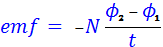 emf = −N (ϕ₂ − ϕ₁) / t